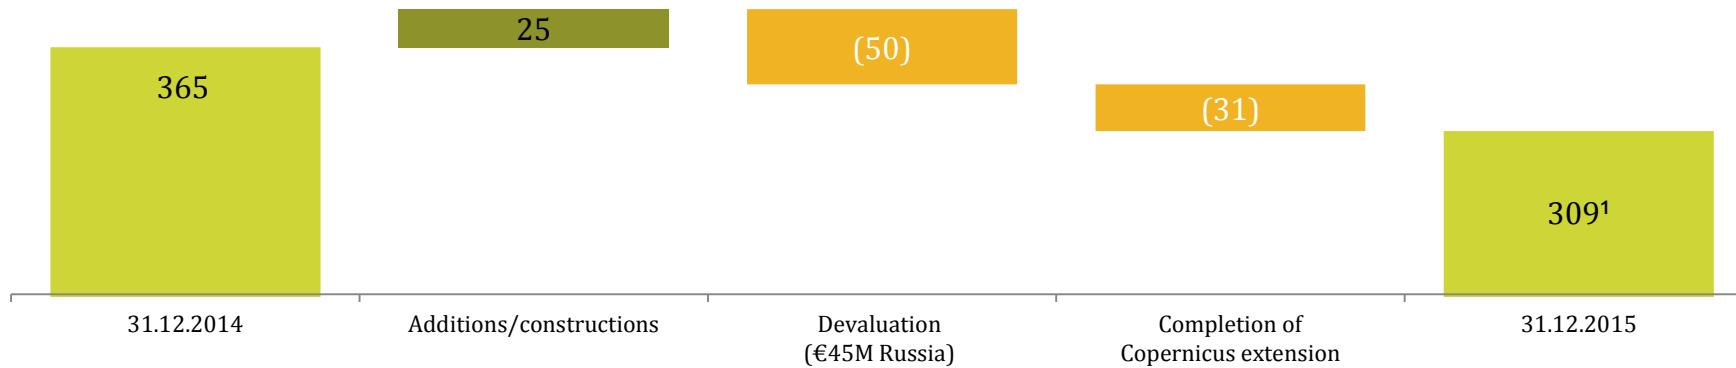 365
25
(50)
(31)
309¹
31.12.2014
Additions/constructions
Devaluation
(€45M Russia)
Completion of
Copernicus extension
31.12.2015